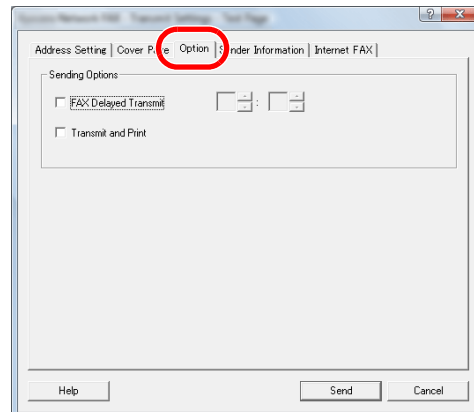 Address Setting Cover Option Sender Information Internet FAX
Sending Options
FAX Delayed Transmit :
Transmit and Print
Help Send Cancel